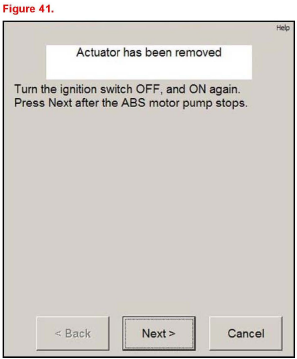 Figure 41.
Help
Actuator has been removed
Turn the ignition switch OFF, and ON again.
Press Next after the ABS motor pump stops.
< Back
Next >
Cancel